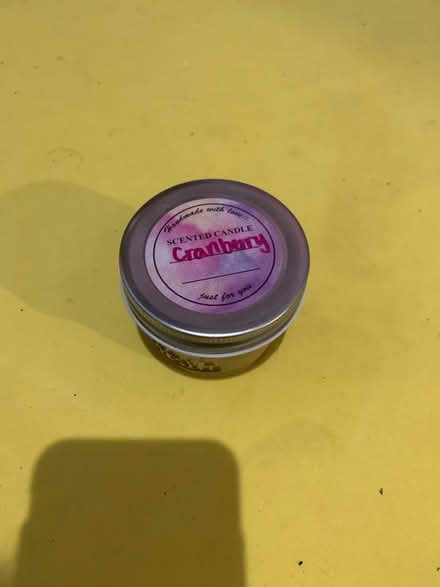 Handmade with love
SCENTED CANDLE
Cranberry
Just for you